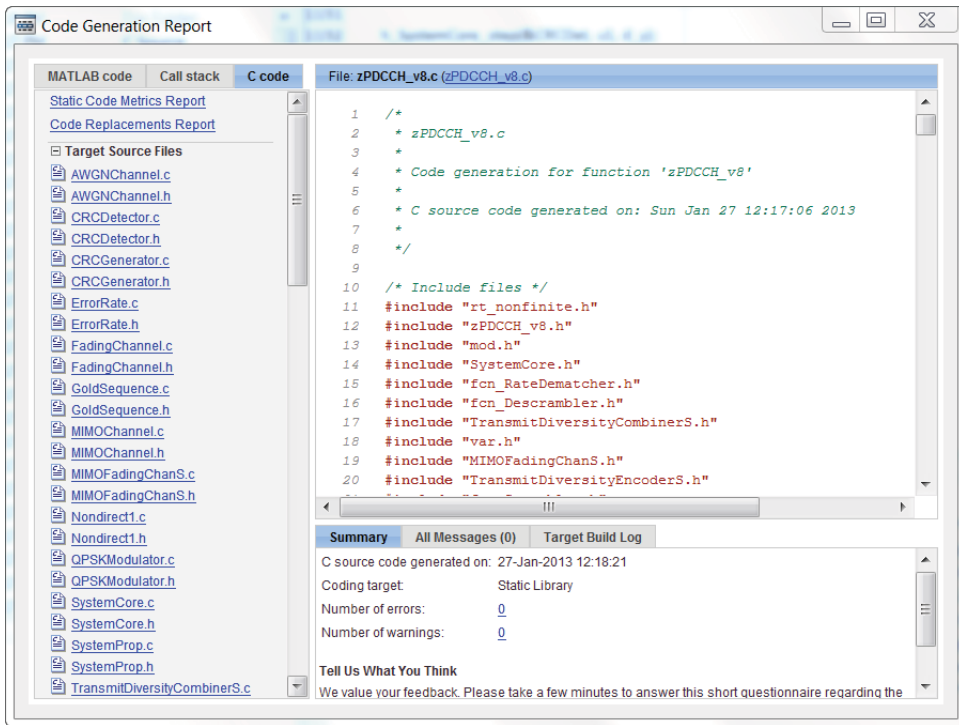 Code Generation Report
MATLAB code Call stack C code
Static Code Metrics Report
Code Replacements Report
Target Source Files
AWGNChannel.c
AWGNChannel.h
CRCDetector.c
CRCDetector.h
CRCGenerator.c
CRCGenerator.h
ErrorRate.c
ErrorRate.h
FadingChannel.c
FadingChannel.h
GoldSequence.c
GoldSequence.h
MIMOChannel.c
MIMOChannel.h
MIMOFadingChanS.c
MIMOFadingChanS.h
Nondirect1.c
Nondirect1.h
QPSKModulator.c
QPSKModulator.h
SystemCore.c
SystemCore.h
SystemProp.c
SystemProp.h
TransmitDiversityCombinerS.c
File: zPDCCH_v8.c (zPDCCH_v8.c)
1 /*
2 * zPDCCH_v8.c
3 *
4 * Code generation for function 'zPDCCH_v8'
5 *
6 * C source code generated on: Sun Jan 27 12:17:06 2013
7 *
8 */
9
10 /* Include files */
11 #include "rt_nonfinite.h"
12 #include "zPDCCH_v8.h"
13 #include "mod.h"
14 #include "SystemCore.h"
15 #include "fcn_RateDematcher.h"
16 #include "fcn_Descrambler.h"
17 #include "TransmitDiversityCombinerS.h"
18 #include "var.h"
19 #include "MIMOFadingChanS.h"
20 #include "TransmitDiversityEncoderS.h"
Summary All Messages (0) Target Build Log
C source code generated on: 27-Jan-2013 12:18:21
Coding target: Static Library
Number of errors: 0
Number of warnings: 0
Tell Us What You Think
We value your feedback. Please take a few minutes to answer this short questionnaire regarding the